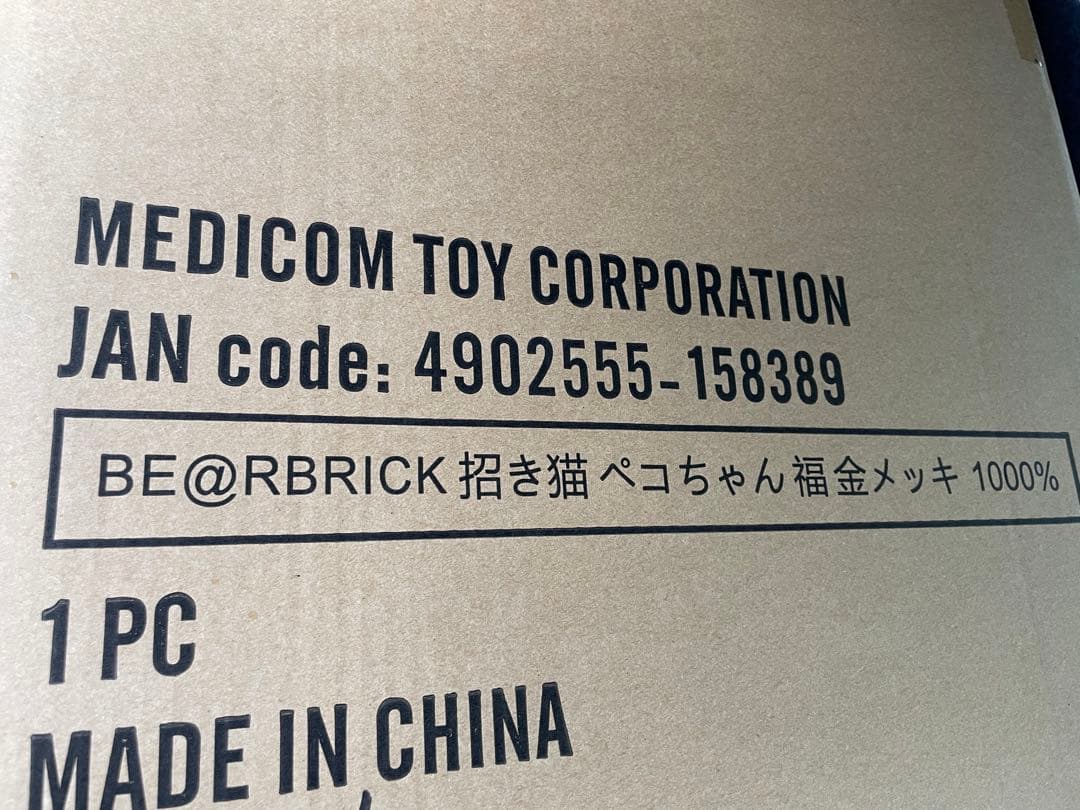 MEDICOM TOY CORPORATION
JAN code: 4902555-158389
BE@RBRICK 招き猫 ペコちゃん 福 金メッキ 1000%
1 PC
MADE IN CHINA